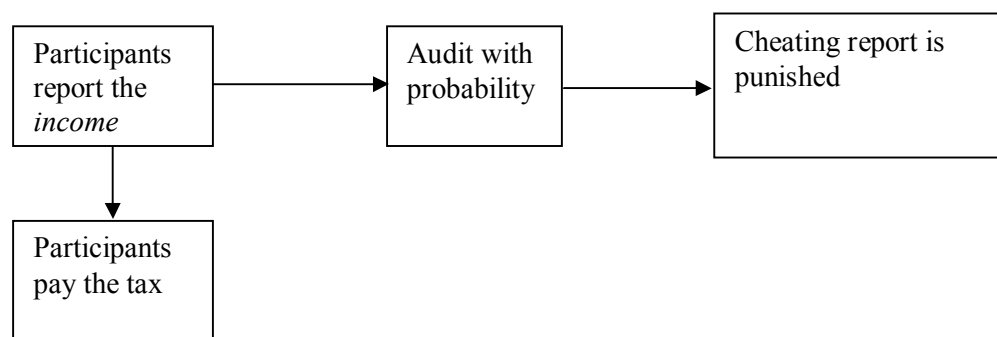 Participants
report the
income
Audit with
probability
Cheating report is
punished
Participants
pay the tax